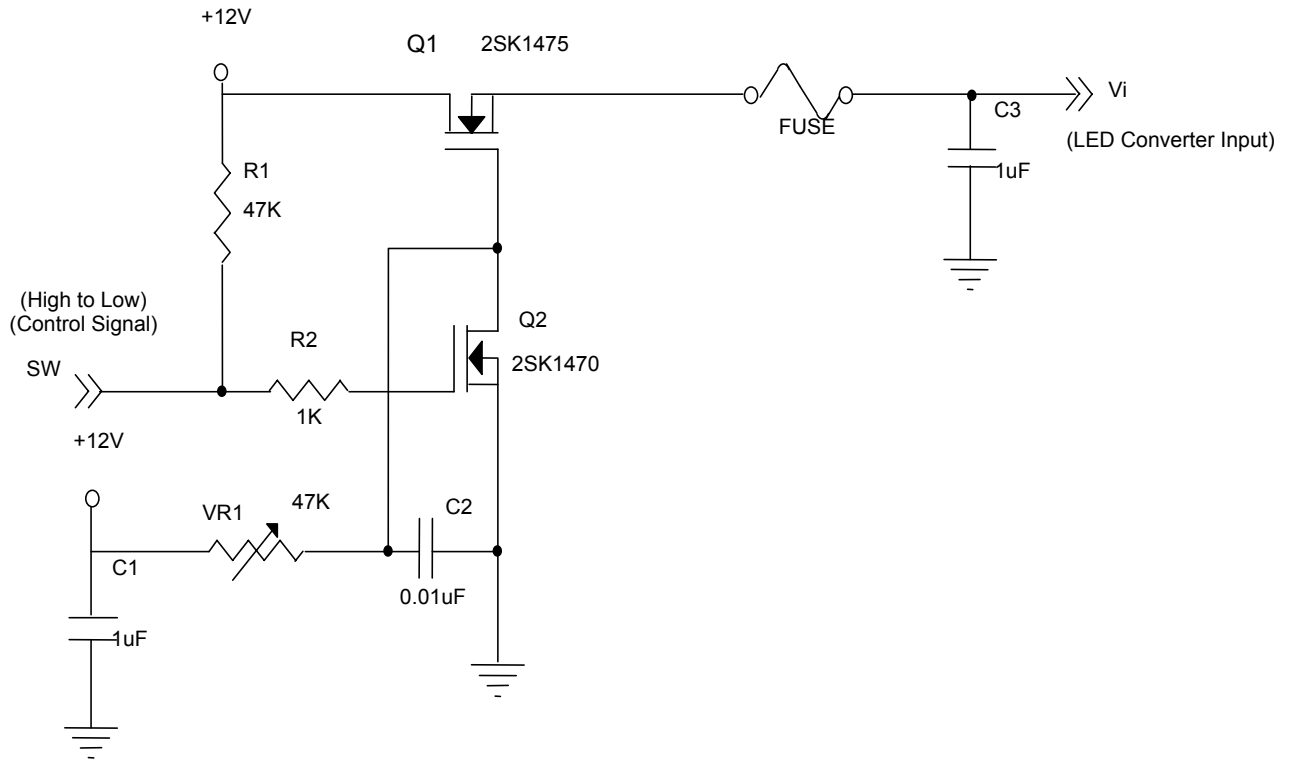 +12V
Q1 2SK1475
FUSE
C3
Vi
(LED Converter Input)
1uF
R1
47K
(High to Low)
(Control Signal)
SW
R2
1K
Q2
2SK1470
+12V
VR1
47K
C2
0.01uF
C1
1uF